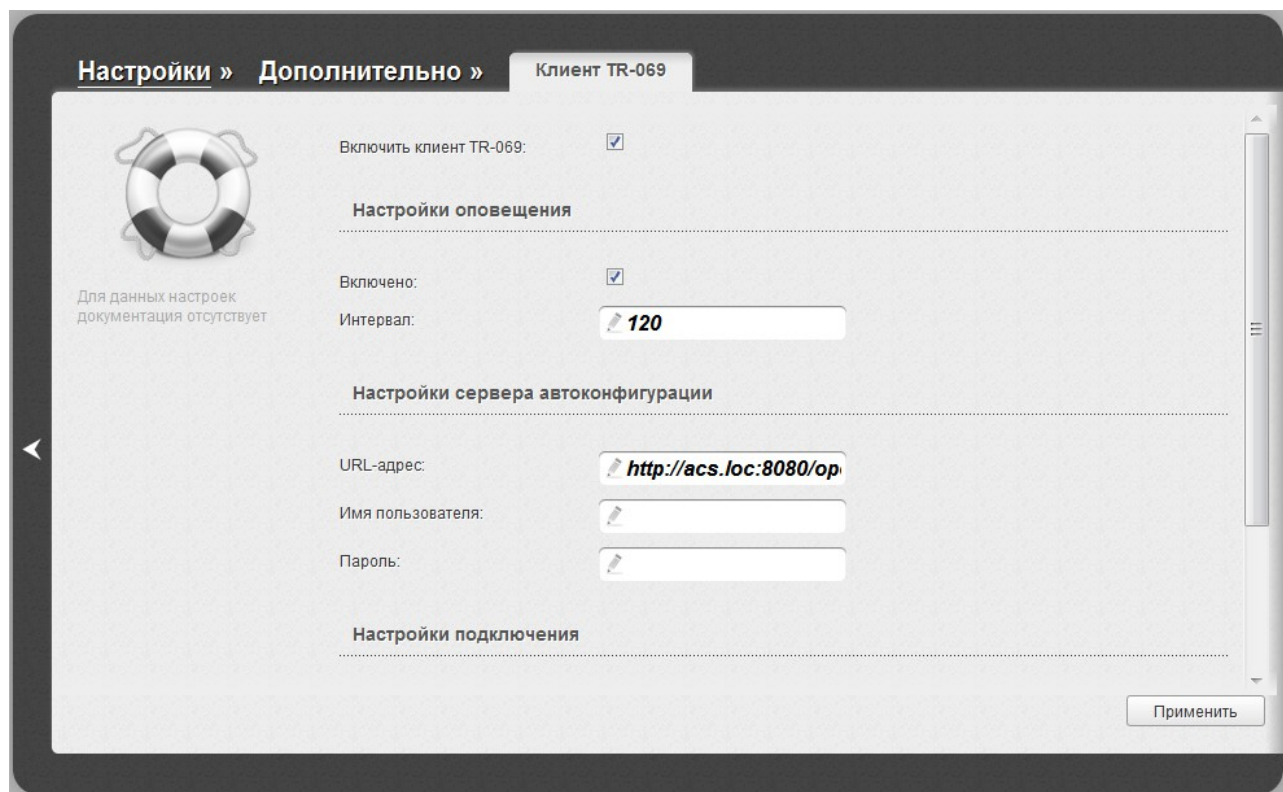 Настройки » Дополнительно » Клиент TR-069
Включить клиент TR-069:
Настройки оповещения
Для данных настроек
документация отсутствует
Включено:
Интервал: 120
Настройки сервера автоконфигурации
URL-адрес: http://acs.loc:8080/op
Имя пользователя:
Пароль:
Настройки подключения
Применить